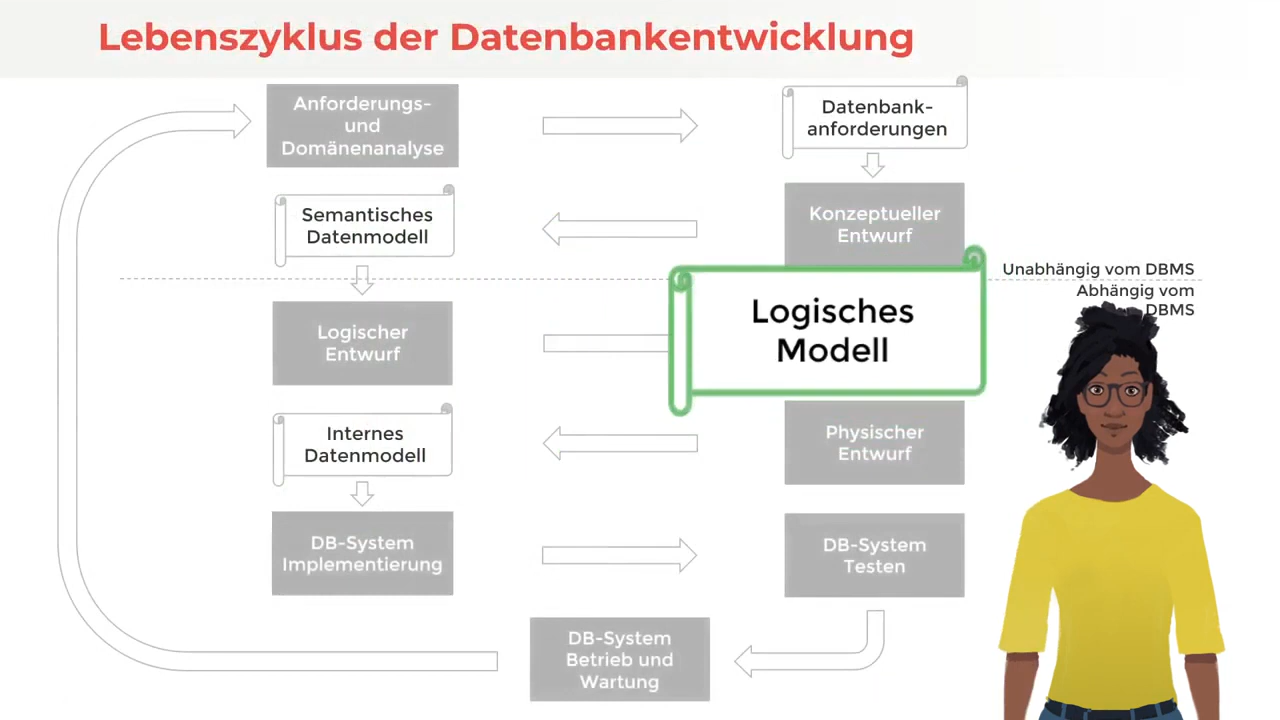 Lebenszyklus der Datenbankentwicklung
Anforderungs-
und
Domänenanalyse
Datenbank-
anforderungen
Semantisches
Datenmodell
Konzeptueller
Entwurf
Unabhängig vom DBMS
Abhängig vom
DBMS
Logischer
Entwurf
Logisches
Modell
Internes
Datenmodell
Physischer
Entwurf
DB-System
Implementierung
DB-System
Testen
DB-System
Betrieb und
Wartung